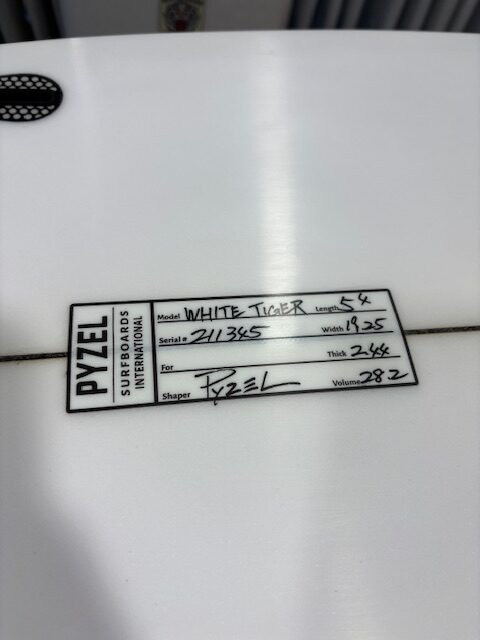 PYZEL
SURFBOARDS
INTERNATIONAL
Model WHITE TIGER Length 5 4
Serial# 211345 Width 19.25
For Thick 2.44
Shaper PYZEL Volume 28.2